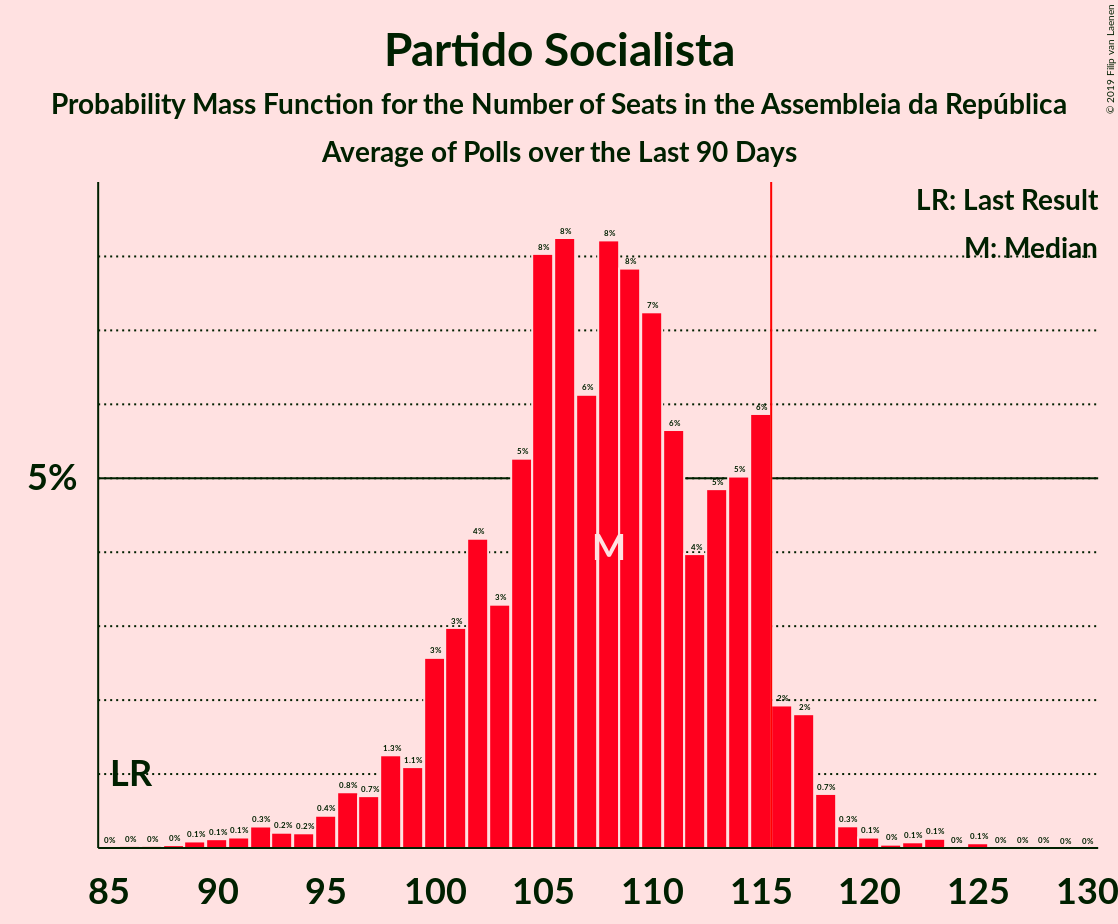 Partido Socialista
Probability Mass Function for the Number of Seats in the Assembleia da República
Average of Polls over the Last 90 Days
© 2019 Filip van Laenen
LR: Last Result
M: Median
5%
LR
M
0% 0% 0% 0% 0.1% 0.1% 0.1% 0.3% 0.2% 0.2% 0.4% 0.8% 0.7% 1.3% 1.1% 3% 3% 4% 3% 5% 8% 8% 6% 8% 8% 7% 6% 4% 5% 5% 6% 2% 2% 0.7% 0.3% 0.1% 0% 0.1% 0.1% 0% 0.1% 0% 0% 0% 0% 0%
85 90 95 100 105 110 115 120 125 130